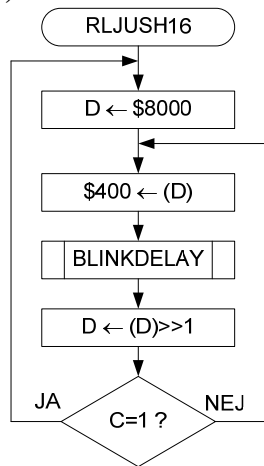 )
RLJUSH16
D ← $8000
$400 ← (D)
BLINKDELAY
D ← (D)>>1
JA
C=1 ?
NEJ